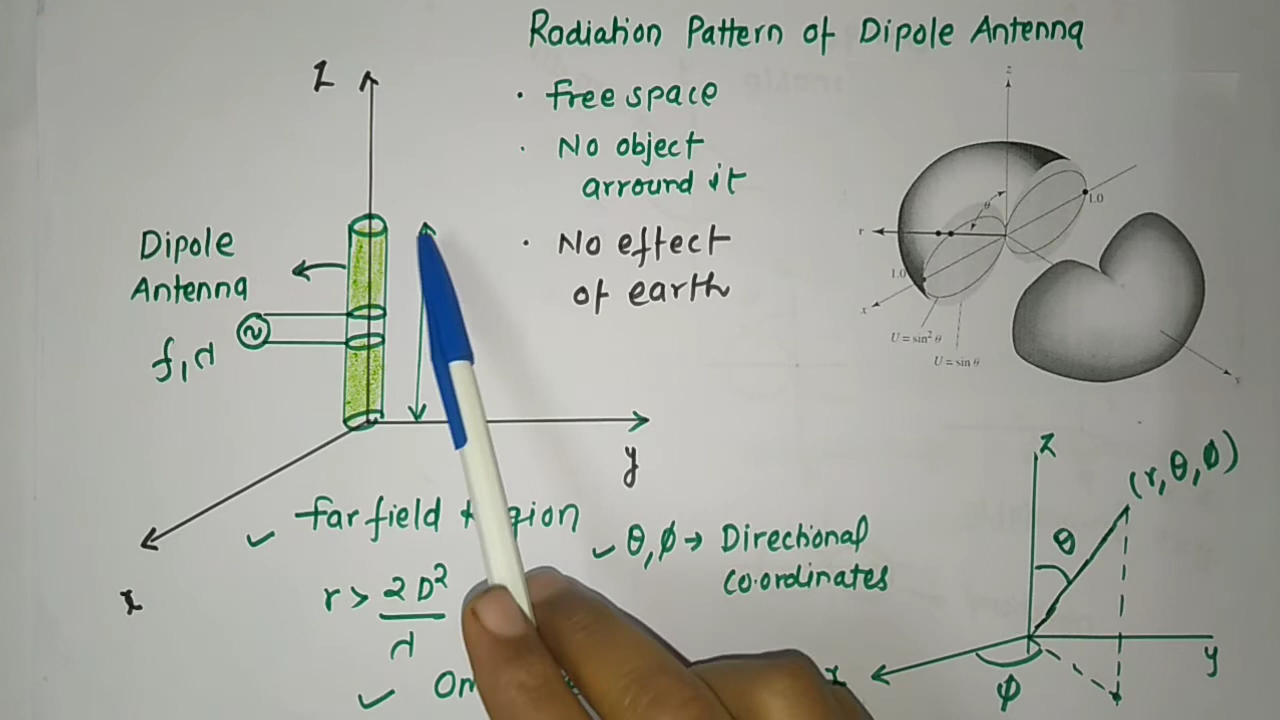 Radiation Pattern of Dipole Antenna
• Free space
• No object
arround it
• No effect
of earth
Z
Dipole
Antenna
f, λ
y
x
✓ Far field
✓ θ, ϕ → Directional
co-ordinates
r > 2D²/λ
✓
z
θ
1.0
r
1.0
x
U = sin² θ
U = sin θ
z
(r, θ, ϕ)
θ
y
x
φ